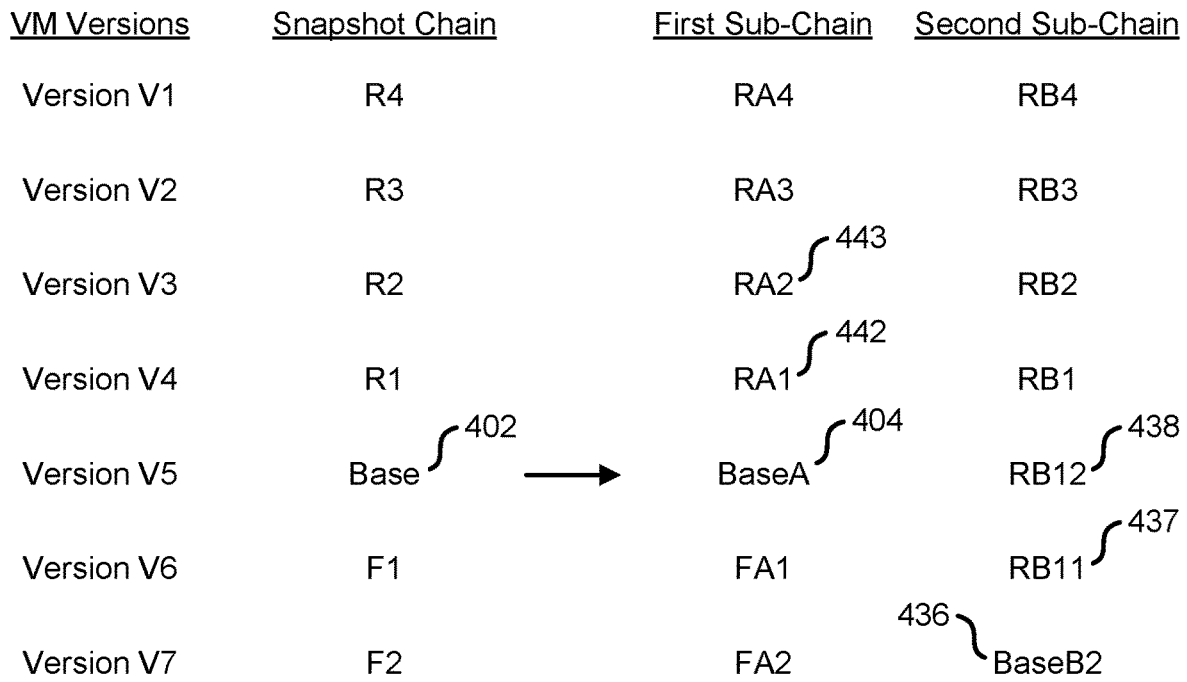 VM Versions Snapshot Chain First Sub-Chain Second Sub-Chain
Version V1 R4 RA4 RB4
Version V2 R3 RA3 RB3
443
Version V3 R2 RA2 RB2
442
Version V4 R1 RA1 RB1
402 404 438
Version V5 Base BaseA RB12
437
Version V6 F1 FA1 RB11
436
Version V7 F2 FA2 BaseB2